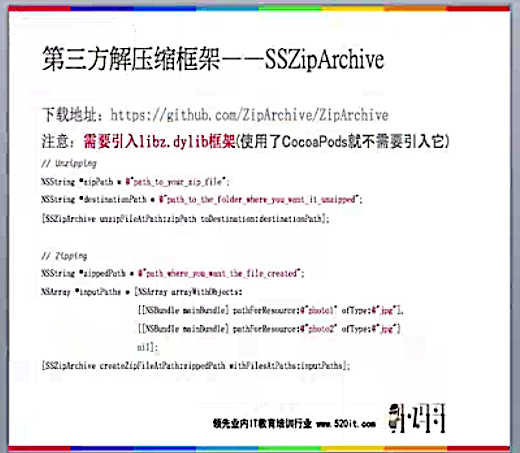 第三方解压缩框架——SSZipArchive
下载地址：https://github.com/ZipArchive/ZipArchive
注意：需要引入libz.dylib框架(使用了CocoaPods就不需要引入它)
// Unzipping
NSString *zipPath = @"path_to_your_zip_file";
NSString *destinationPath = @"path_to_the_folder_where_you_want_it_unzipped";
[SSZipArchive unzipFileAtPath:zipPath toDestination:destinationPath];
// Zipping
NSString *zippedPath = @"path_where_you_want_the_file_created";
NSArray *inputPaths = [NSArray arrayWithObjects:
[[NSBundle mainBundle] pathForResource:@"photo1" ofType:@"jpg"],
[[NSBundle mainBundle] pathForResource:@"photo2" ofType:@"jpg"]
nil];
[SSZipArchive createZipFileAtPath:zippedPath withFilesAtPaths:inputPaths];
领先业内IT教育培训行业 www.520it.com